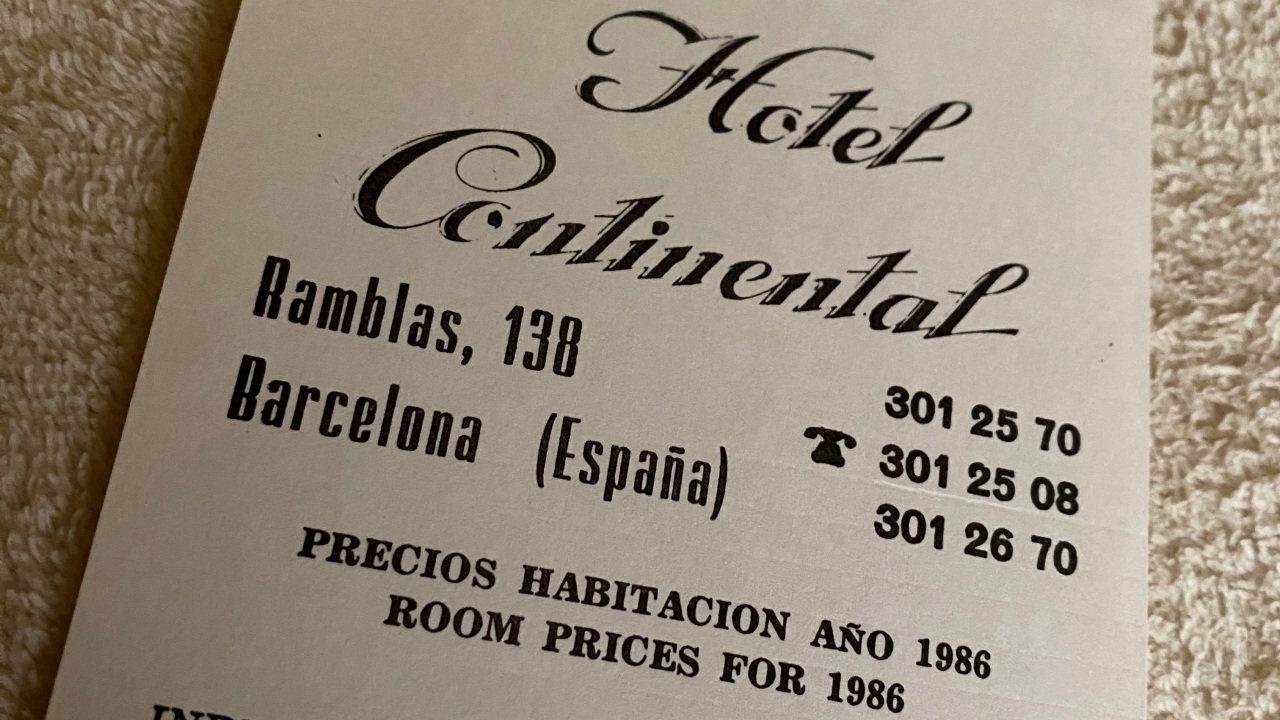 Hotel
Continental
Ramblas, 138
Barcelona (España)
301 25 70
☎ 301 25 08
301 26 70
PRECIOS HABITACION AÑO 1986
ROOM PRICES FOR 1986